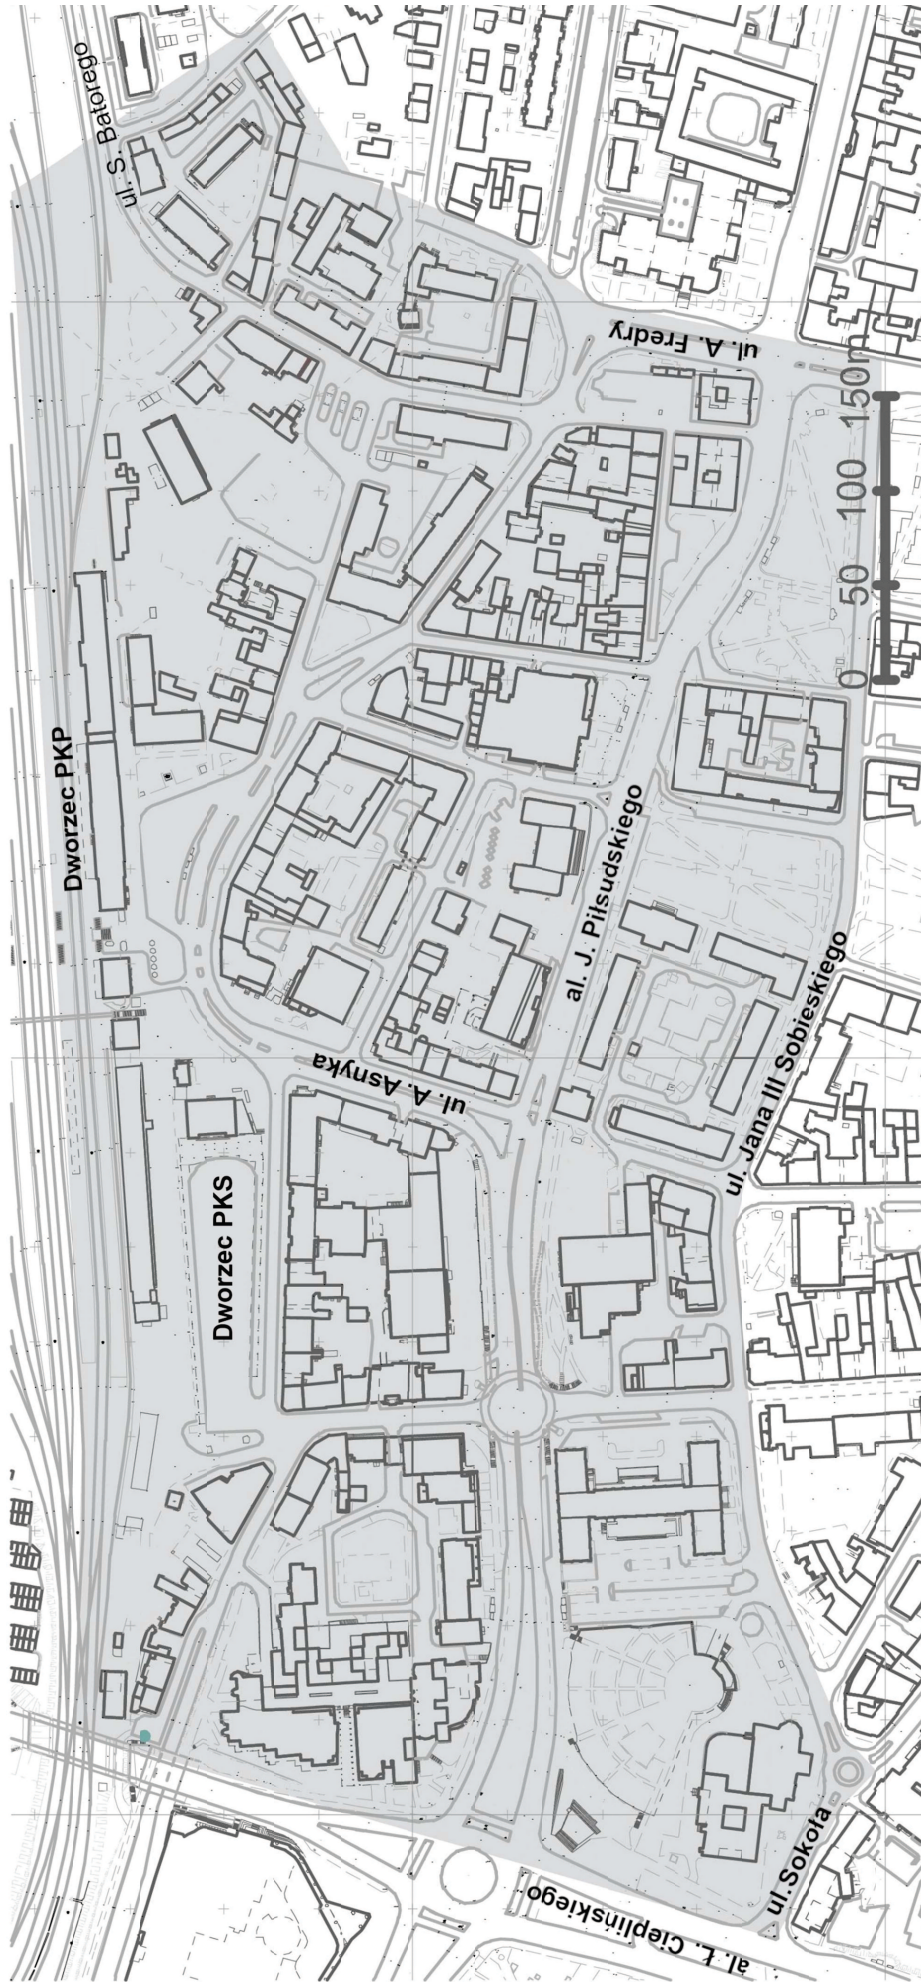 ul. S. Batorego
ul. A. Fredry
Dworzec PKP
0 50 100 150m
al. J. Piłsudskiego
ul. A. Asnyka
ul. Jana III Sobieskiego
Dworzec PKS
al. Ł. Cieplińskiego
ul.Sokoła